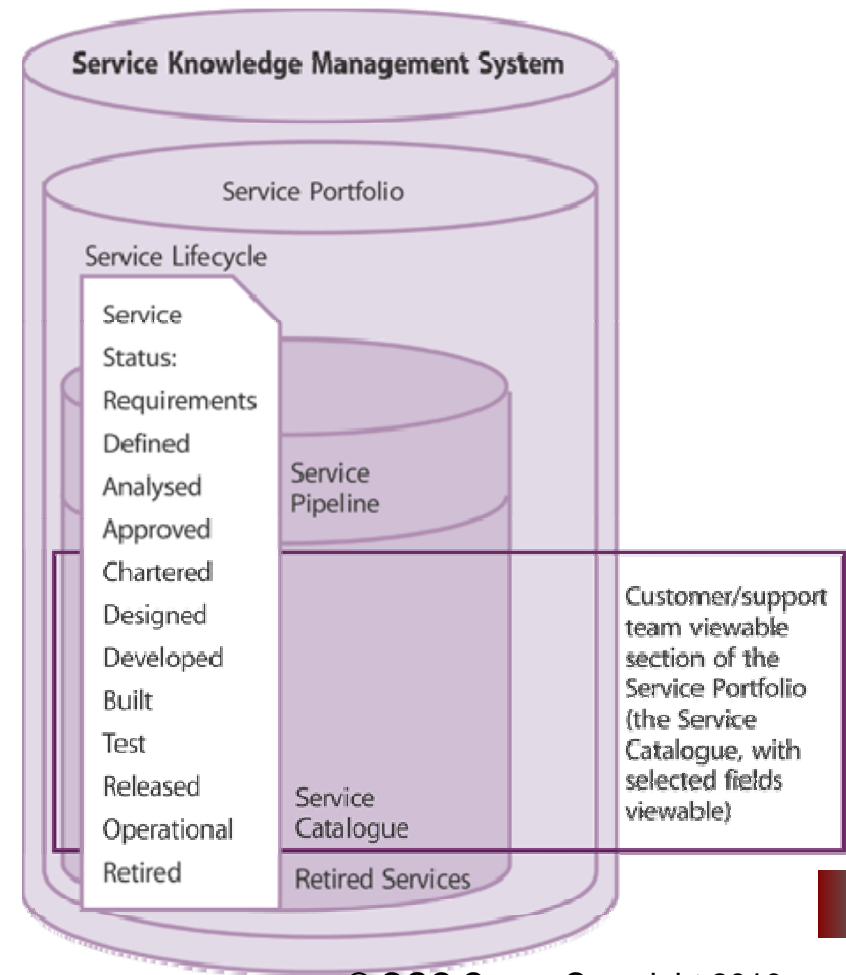 Service Knowledge Management System
Service Portfolio
Service Lifecycle
Service
Status:
Requirements
Defined
Analysed
Approved
Chartered
Designed
Developed
Built
Test
Released
Operational
Retired
Service
Pipeline
Service
Catalogue
Retired Services
Customer/support
team viewable
section of the
Service Portfolio
(the Service
Catalogue, with
selected fields
viewable)